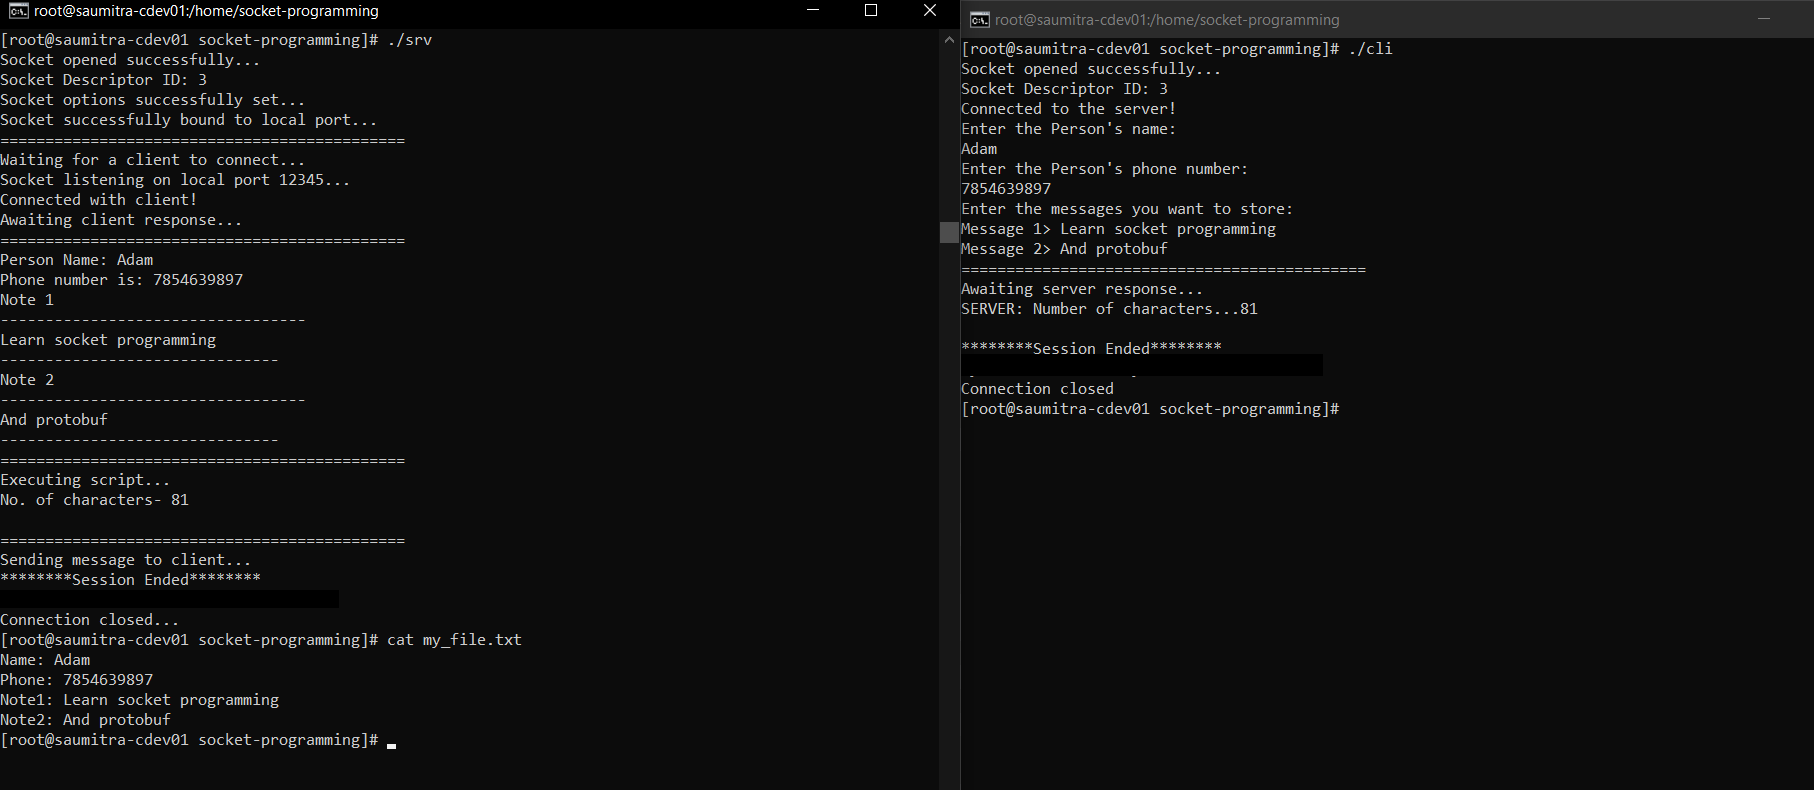 root@saumitra-cdev01:/home/socket-programming
[root@saumitra-cdev01 socket-programming]# ./srv
Socket opened successfully...
Socket Descriptor ID: 3
Socket options successfully set...
Socket successfully bound to local port...
=============================================
Waiting for a client to connect...
Socket listening on local port 12345...
Connected with client!
Awaiting client response...
=============================================
Person Name: Adam
Phone number is: 7854639897
Note 1
----------------------------------
Learn socket programming
-------------------------------
Note 2
----------------------------------
And protobuf
-------------------------------
=============================================
Executing script...
No. of characters- 81
=============================================
Sending message to client...
********Session Ended********
Connection closed...
[root@saumitra-cdev01 socket-programming]# cat my_file.txt
Name: Adam
Phone: 7854639897
Note1: Learn socket programming
Note2: And protobuf
[root@saumitra-cdev01 socket-programming]#
root@saumitra-cdev01:/home/socket-programming
[root@saumitra-cdev01 socket-programming]# ./cli
Socket opened successfully...
Socket Descriptor ID: 3
Connected to the server!
Enter the Person's name:
Adam
Enter the Person's phone number:
7854639897
Enter the messages you want to store:
Message 1> Learn socket programming
Message 2> And protobuf
=============================================
Awaiting server response...
SERVER: Number of characters...81
********Session Ended********
Connection closed
[root@saumitra-cdev01 socket-programming]#